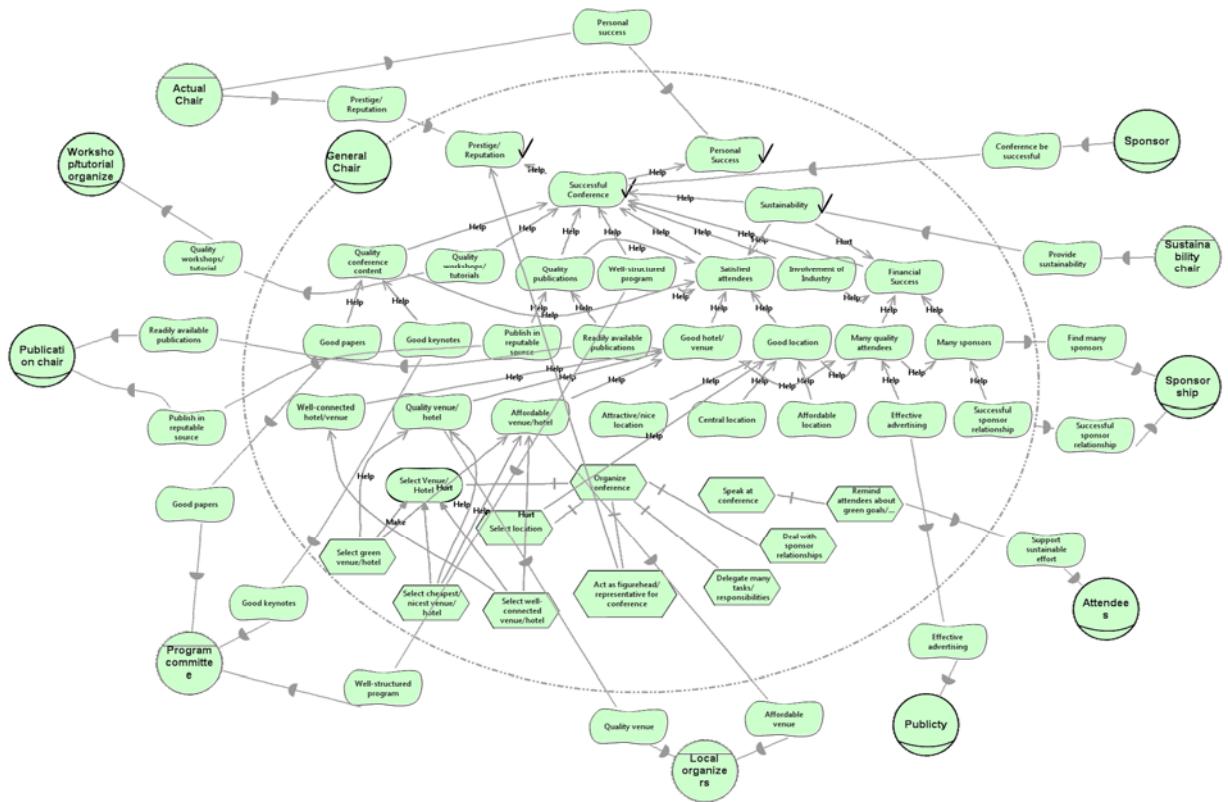 Personal
success
Actual
Chair
Prestige/
Reputation
Worksho
p/tutorial
organize
General
Chair
Prestige/
Reputation
Personal
Success
Conference be
successful
Sponsor
Help
Help
Successful
Conference
Help
Sustainability
Help
Help
Help
Help
Help
Help
Help
Hurt
Quality
workshops/
tutorial
Quality
conference
content
Quality
workshops/
tutorials
Quality
publications
Well-structured
program
Satisfied
attendees
Involvement of
Industry
Financial
Success
Provide
sustainability
Sustaina
bility
chair
Help
Help
Help
Help
Help
Help
Help
Help
Help
Help
Publicati
on chair
Readily available
publications
Good papers
Good keynotes
Publish in
reputable
source
Readily available
publications
Good hotel/
venue
Good location
Many quality
attendees
Many sponsors
Find many
sponsors
Sponsor
ship
Help
Help
Help
Help
Help
Help
Help
Help
Help
Help
Publish in
reputable
source
Well-connected
hotel/venue
Quality venue/
hotel
Affordable
venue/hotel
Attractive/nice
location
Central location
Affordable
location
Effective
advertising
Successful
sponsor
relationship
Successful
sponsor
relationship
Help
Help
Good papers
Select Venue/
Hotel
Hurt
Organize
conference
Speak at
conference
Remind
attendees about
green goals/...
Help
Help
Make
Hurt
Select location
Select green
venue/hotel
Deal with
sponsor
relationships
Support
sustainable
effort
Good keynotes
Select cheapest/
nicest venue/
hotel
Select well-
connected
venue/hotel
Act as figurehead/
representative for
conference
Delegate many
tasks/
responsibilities
Attendee
s
Program
committe
e
Effective
advertising
Well-structured
program
Quality venue
Affordable
venue
Publicty
Local
organize
rs